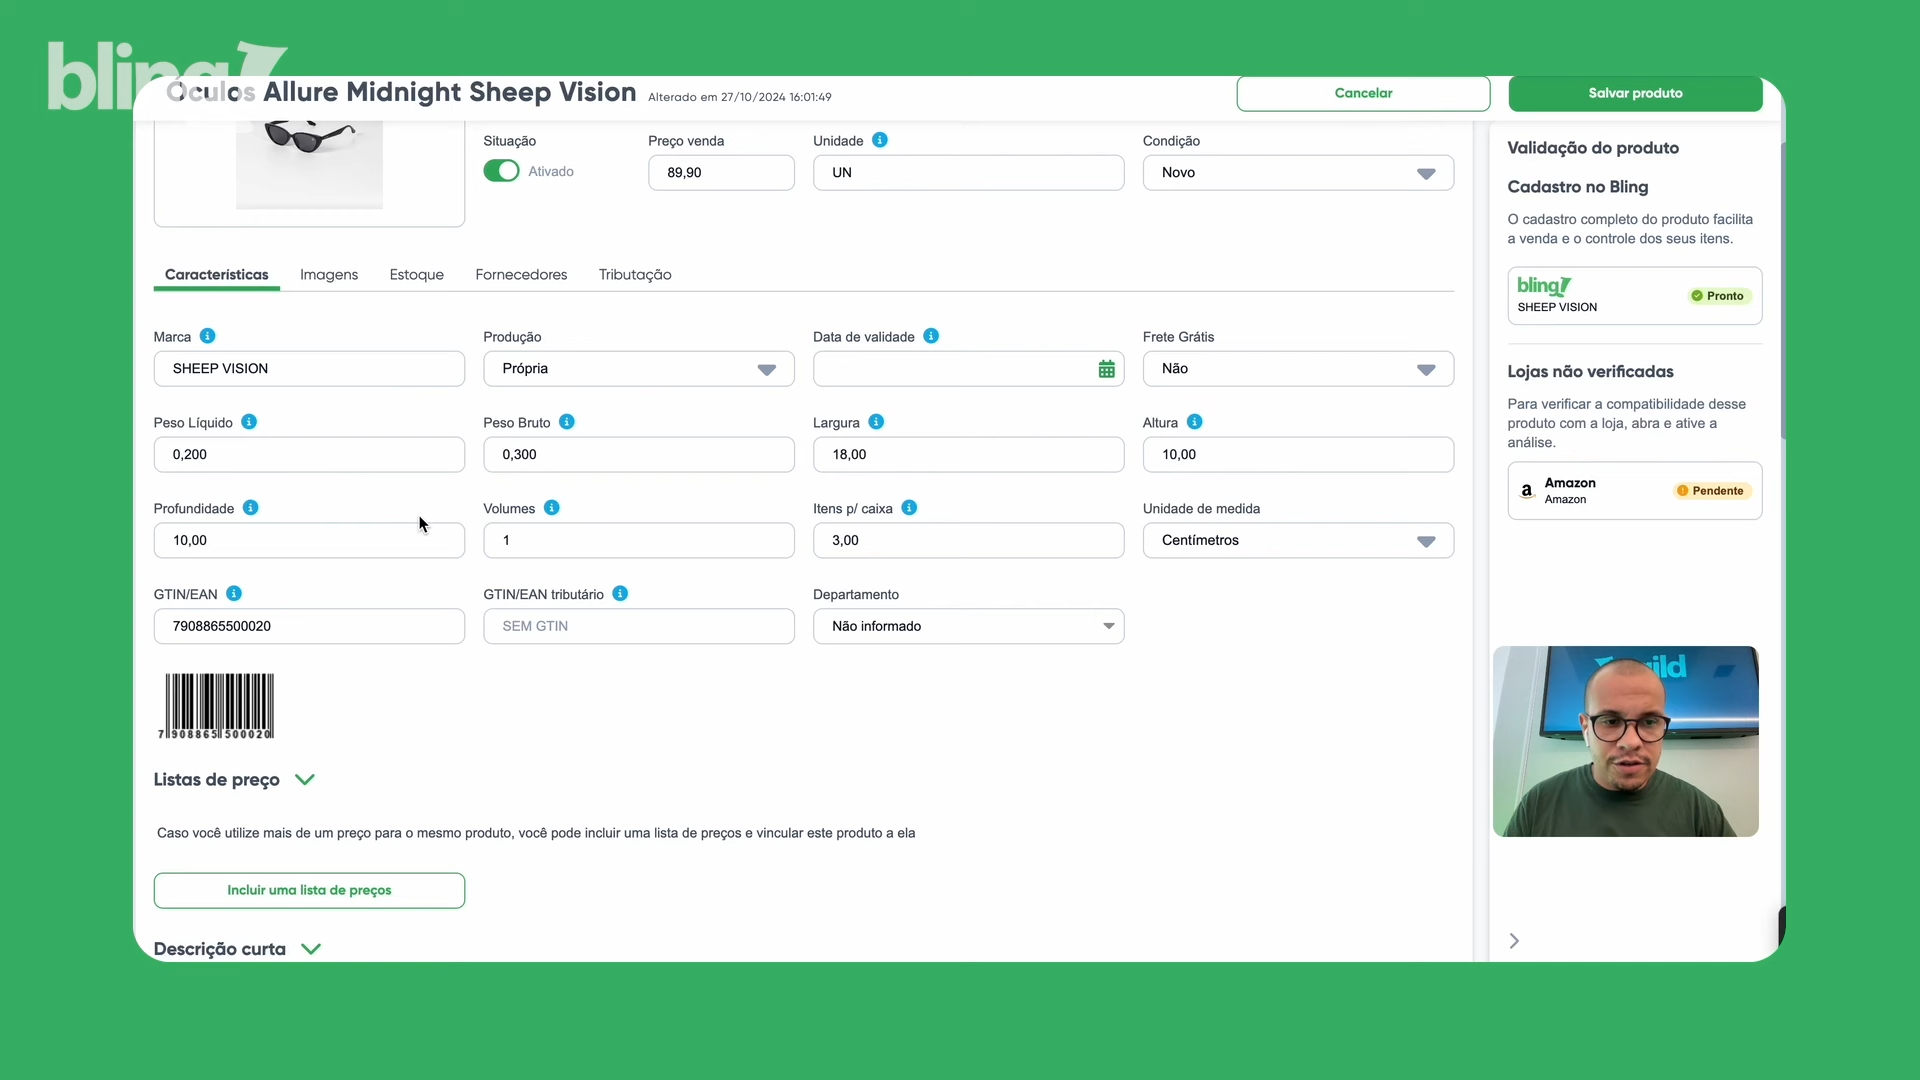 bling
Óculos Allure Midnight Sheep Vision Alterado em 27/10/2024 16:01:49
Cancelar
Salvar produto
Situação
Preço venda
Unidade
Condição
Ativado
89,90
UN
Novo
Características
Imagens
Estoque
Fornecedores
Tributação
Marca
Produção
Data de validade
Frete Grátis
SHEEP VISION
Própria
Não
Peso Líquido
Peso Bruto
Largura
Altura
0,200
0,300
18,00
10,00
Profundidade
Volumes
Itens p/ caixa
Unidade de medida
10,00
1
3,00
Centímetros
GTIN/EAN
GTIN/EAN tributário
Departamento
7908865500020
SEM GTIN
Não informado
7 908865 500020
Listas de preço
Caso você utilize mais de um preço para o mesmo produto, você pode incluir uma lista de preços e vincular este produto a ela
Incluir uma lista de preços
Descrição curta
Validação do produto
Cadastro no Bling
O cadastro completo do produto facilita
a venda e o controle dos seus itens.
bling
SHEEP VISION
Pronto
Lojas não verificadas
Para verificar a compatibilidade desse
produto com a loja, abra e ative a
análise.
a
Amazon
Amazon
Pendente